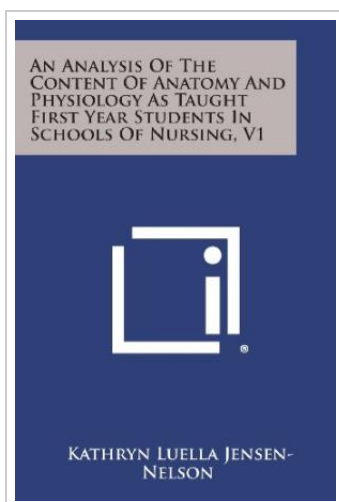 AN ANALYSIS OF THE
CONTENT OF ANATOMY AND
PHYSIOLOGY AS TAUGHT
FIRST YEAR STUDENTS IN
SCHOOLS OF NURSING, V1
i
®
KATHRYN LUELLA JENSEN-
NELSON